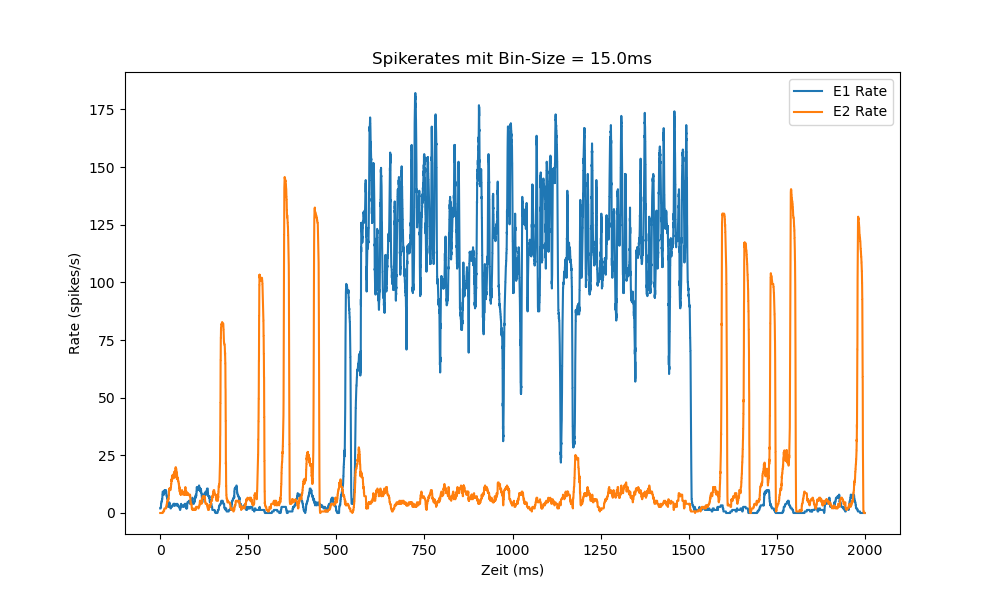 Spikerates mit Bin-Size = 15.0ms
E1 Rate
E2 Rate
Rate (spikes/s)
175
150
125
100
75
50
25
0
0 250 500 750 1000 1250 1500 1750 2000
Zeit (ms)